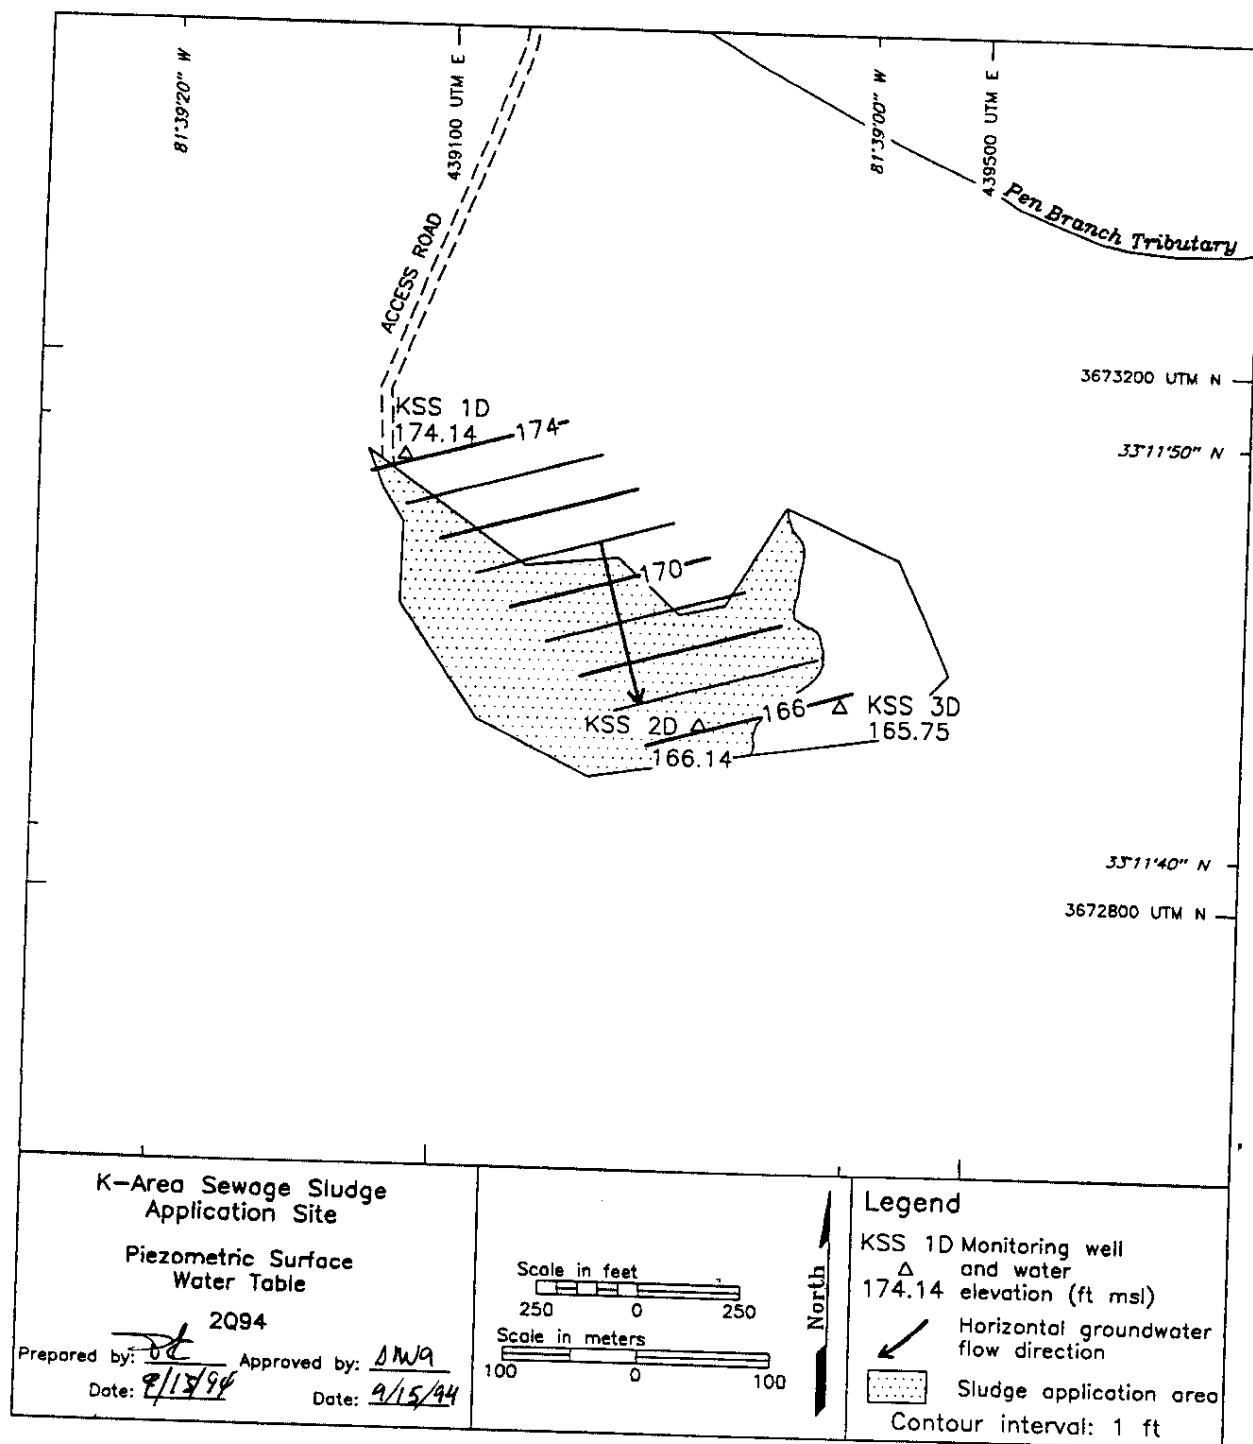 81°39'20" W
439100 UTM E
81°39'00" W
439500 UTM E
Pen Branch Tributary
ACCESS ROAD
3673200 UTM N
KSS 1D
174.14
174
33°11'50" N
170
166
KSS 3D
165.75
KSS 2D
166.14
33°11'40" N
3672800 UTM N
K-Area Sewage Sludge
Application Site
Piezometric Surface
Water Table
2Q94
Prepared by:
Approved by:
Date: 9/15/94
Date: 9/15/94
Scale in feet
250 0 250
Scale in meters
100 0 100
North
Legend
KSS 1D Monitoring well
and water
174.14 elevation (ft msl)
Horizontal groundwater
flow direction
Sludge application area
Contour interval: 1 ft